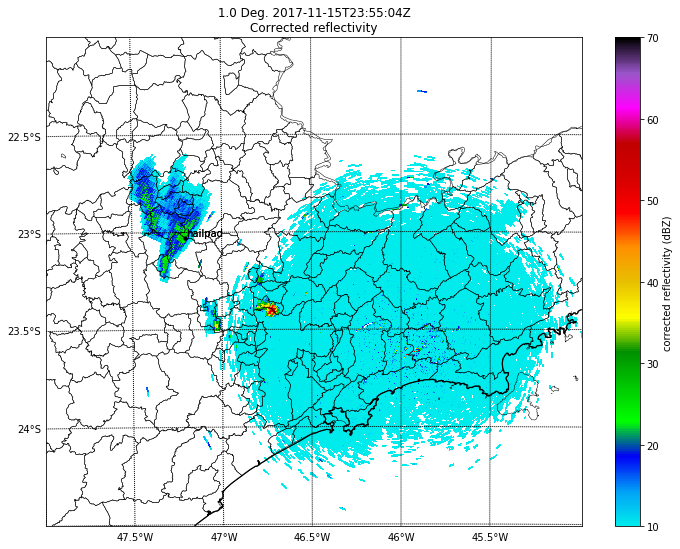 1.0 Deg. 2017-11-15T23:55:04Z
Corrected reflectivity
22.5°S
23°S
23.5°S
24°S
47.5°W
47°W
46.5°W
46°W
45.5°W
hailpad
70
60
50
40
30
20
10
corrected reflectivity (dBZ)